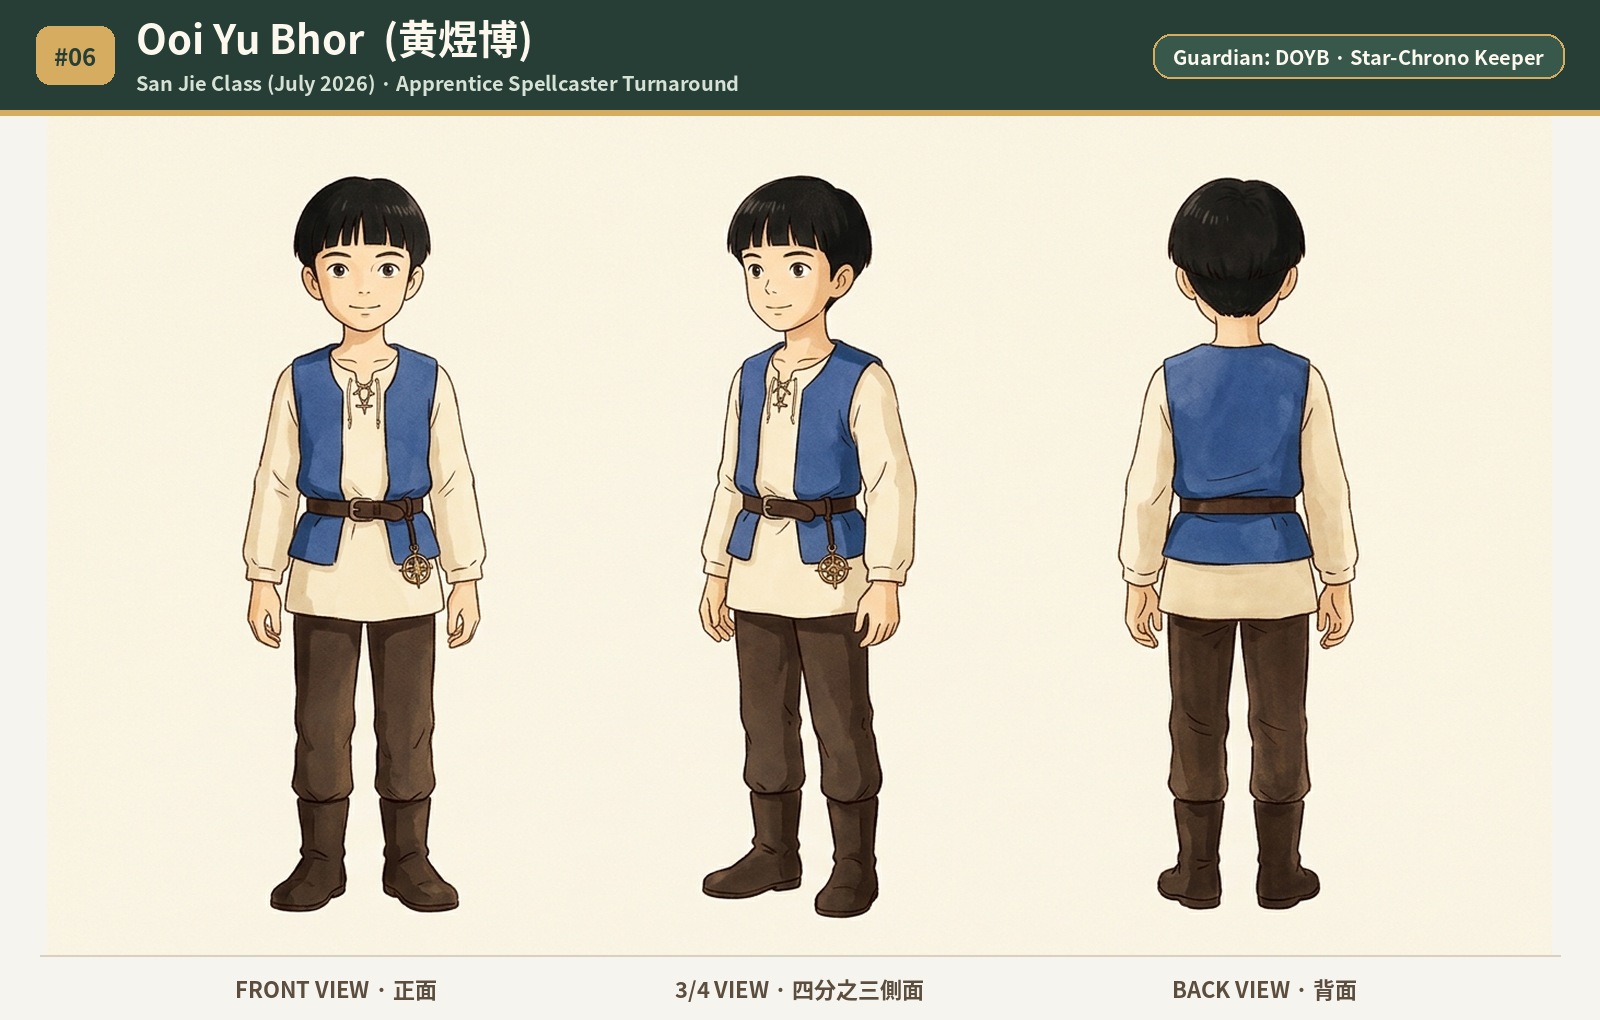 #06
Ooi Yu Bhor (黄煜博)
San Jie Class (July 2026) · Apprentice Spellcaster Turnaround
Guardian: DOYB · Star-Chrono Keeper
FRONT VIEW · 正面
3/4 VIEW · 四分之三側面
BACK VIEW · 背面